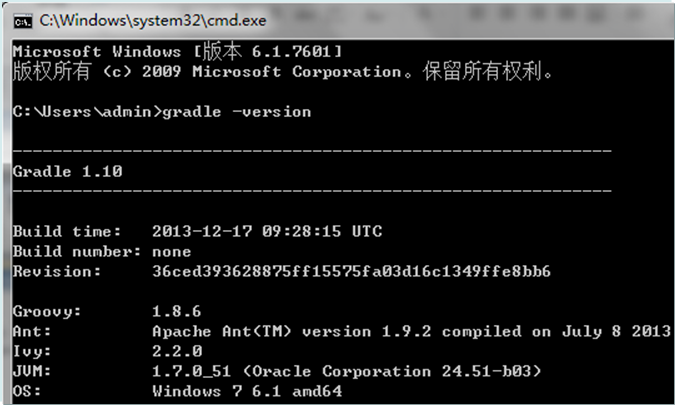 C:\Windows\system32\cmd.exe
Microsoft Windows [版本 6.1.7601]
版权所有 (c) 2009 Microsoft Corporation。保留所有权利。
C:\Users\admin>gradle -version
------------------------------------------------------------
Gradle 1.10
------------------------------------------------------------
Build time:   2013-12-17 09:28:15 UTC
Build number: none
Revision:     36ced393628875ff15575fa03d16c1349ffe8bb6
Groovy:       1.8.6
Ant:          Apache Ant(TM) version 1.9.2 compiled on July 8 2013
Ivy:          2.2.0
JVM:          1.7.0_51 (Oracle Corporation 24.51-b03)
OS:           Windows 7 6.1 amd64